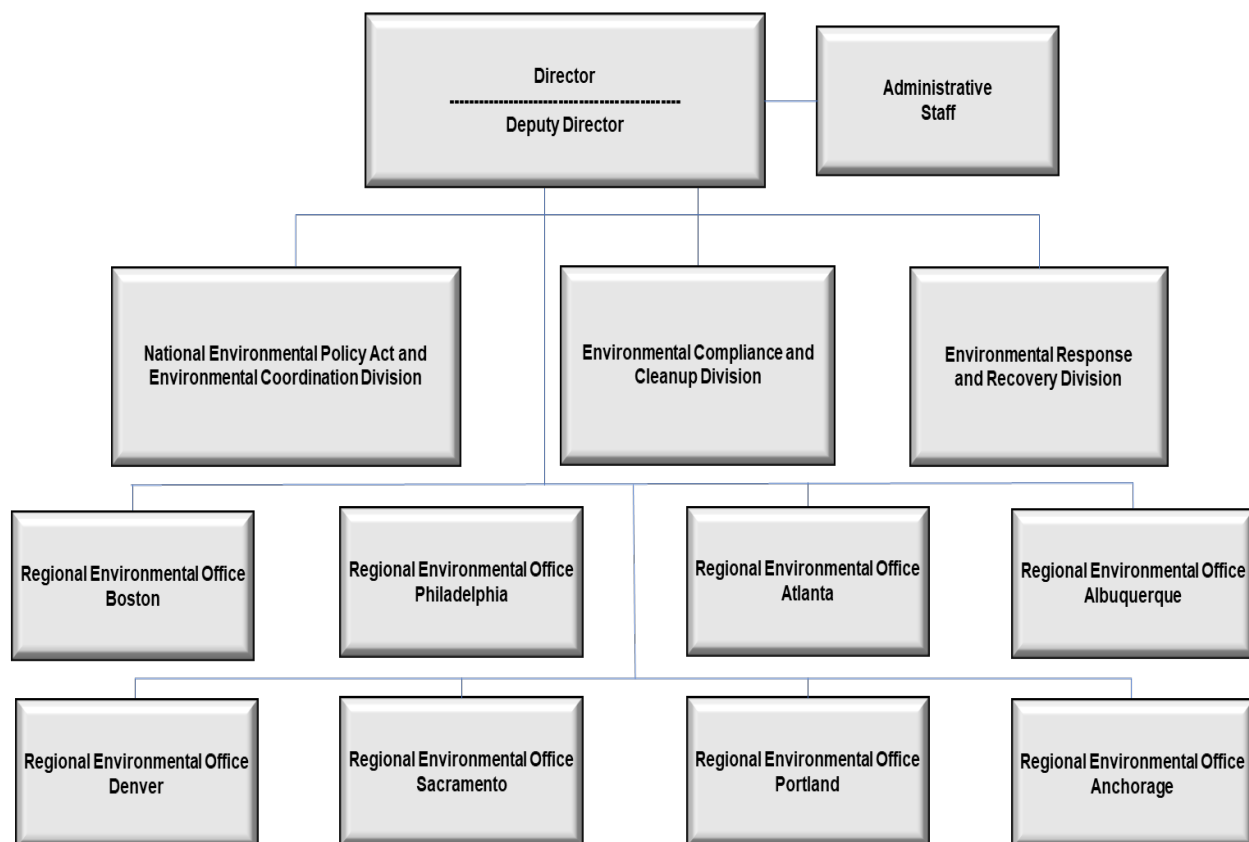 Director
----------------------------------------------
Deputy Director
Administrative
Staff
National Environmental Policy Act and
Environmental Coordination Division
Environmental Compliance and
Cleanup Division
Environmental Response
and Recovery Division
Regional Environmental Office
Boston
Regional Environmental Office
Philadelphia
Regional Environmental Office
Atlanta
Regional Environmental Office
Albuquerque
Regional Environmental Office
Denver
Regional Environmental Office
Sacramento
Regional Environmental Office
Portland
Regional Environmental Office
Anchorage